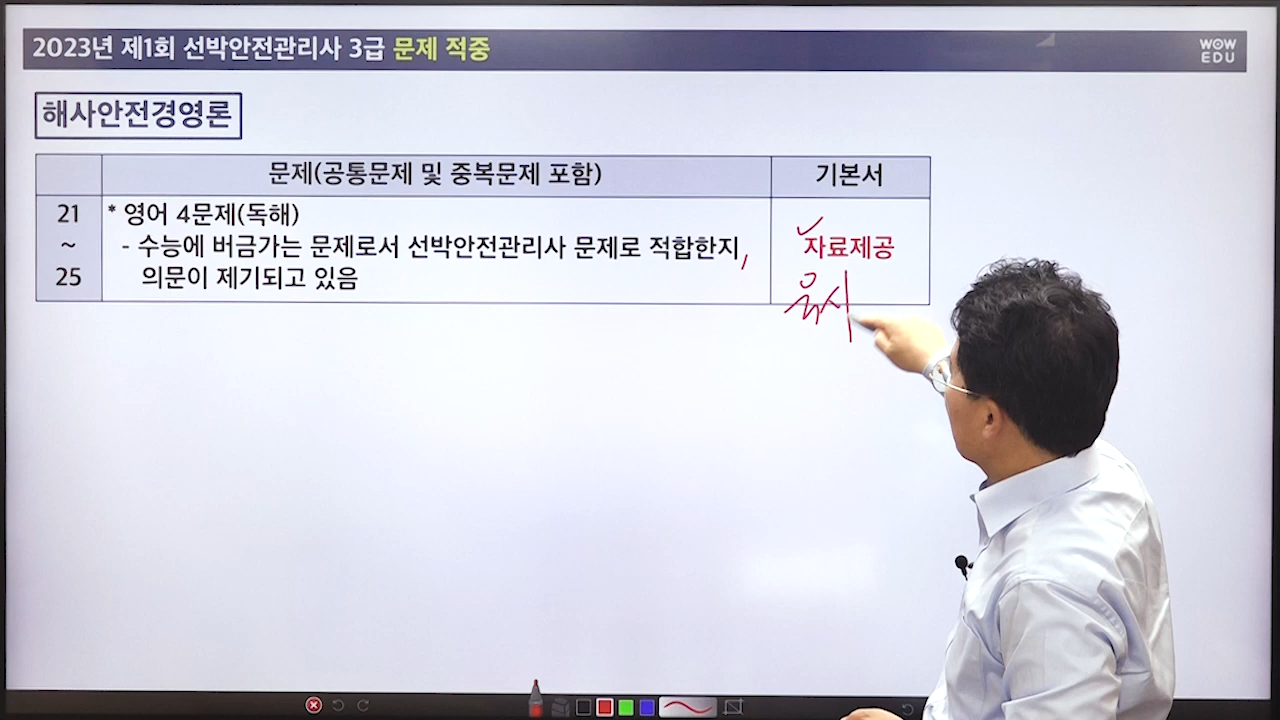 2023년 제1회 선박안전관리사 3급 문제 적중
WOW
EDU
해사안전경영론
문제(공통문제 및 중복문제 포함) 기본서
21
~
25
* 영어 4문제(독해)
- 수능에 버금가는 문제로서 선박안전관리사 문제로 적합한지,
의문이 제기되고 있음
자료제공
유시